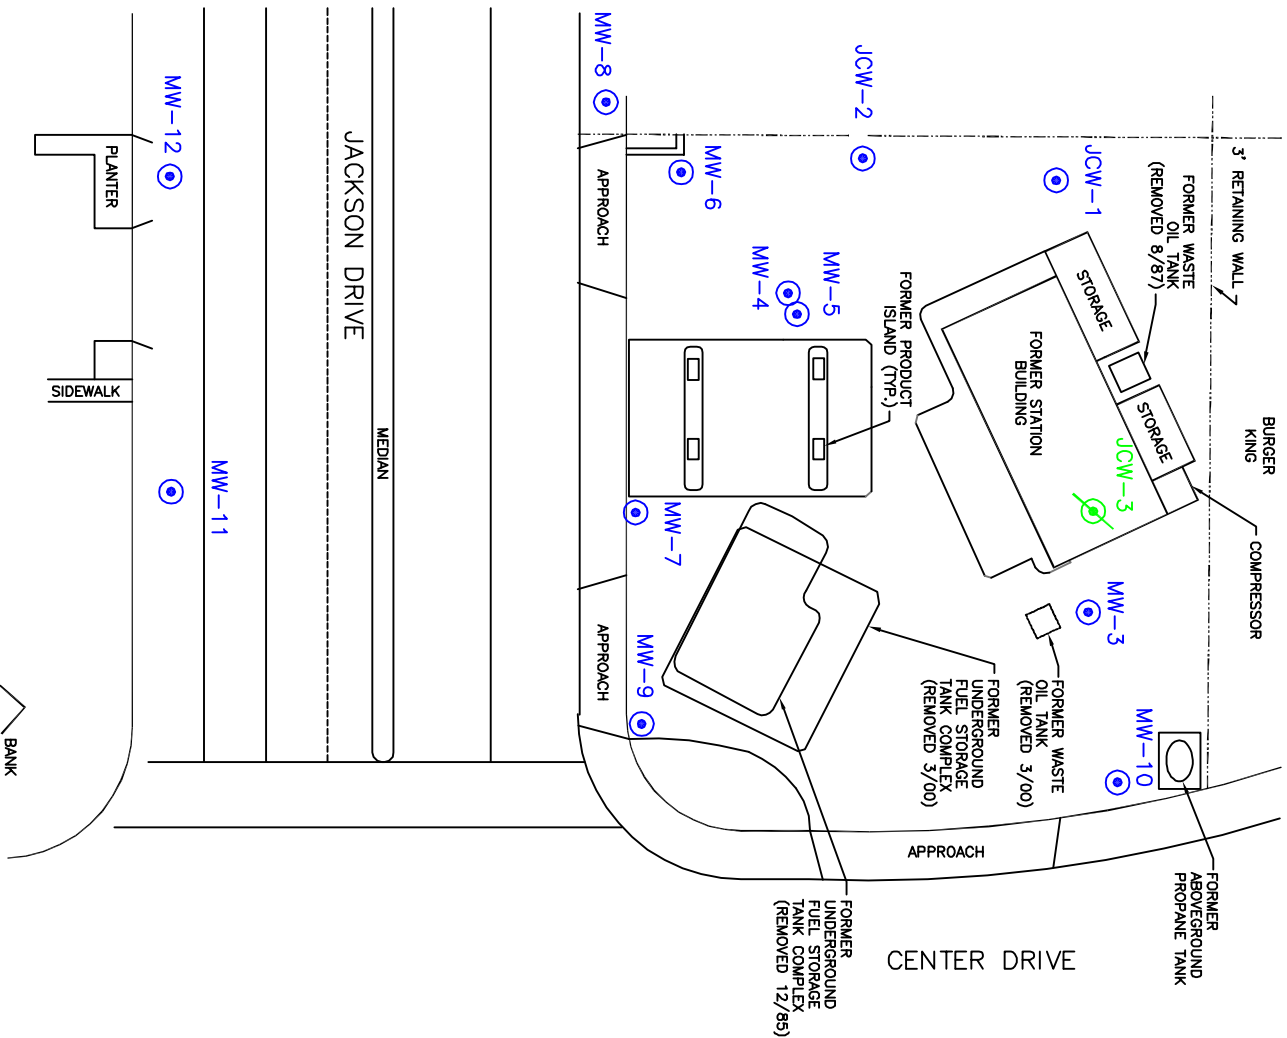 3' RETAINING WALL
BURGER
KING
FORMER WASTE
OIL TANK
(REMOVED 8/87)
COMPRESSOR
STORAGE
STORAGE
FORMER STATION
BUILDING
JCW-1
JCW-2
JCW-3
MW-3
MW-10
FORMER
ABOVEGROUND
PROPANE TANK
FORMER WASTE
OIL TANK
(REMOVED 3/00)
FORMER
UNDERGROUND
FUEL STORAGE
TANK COMPLEX
(REMOVED 3/00)
FORMER PRODUCT
ISLAND (TYP.)
MW-5
MW-4
MW-6
MW-7
MW-9
MW-8
FORMER
UNDERGROUND
FUEL STORAGE
TANK COMPLEX
(REMOVED 12/85)
APPROACH
APPROACH
APPROACH
CENTER DRIVE
JACKSON DRIVE
MEDIAN
MW-12
MW-11
PLANTER
SIDEWALK
BANK